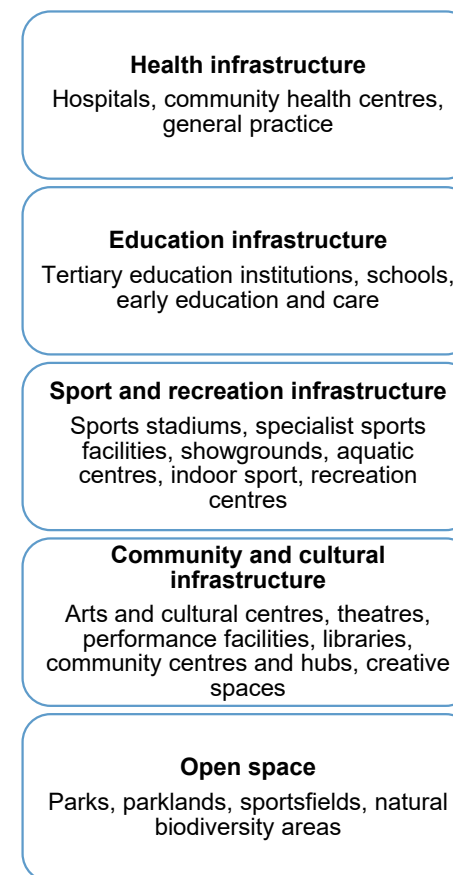 Health infrastructure
Hospitals, community health centres,
general practice
Education infrastructure
Tertiary education institutions, schools,
early education and care
Sport and recreation infrastructure
Sports stadiums, specialist sports
facilities, showgrounds, aquatic
centres, indoor sport, recreation
centres
Community and cultural
infrastructure
Arts and cultural centres, theatres,
performance facilities, libraries,
community centres and hubs, creative
spaces
Open space
Parks, parklands, sportsfields, natural
biodiversity areas